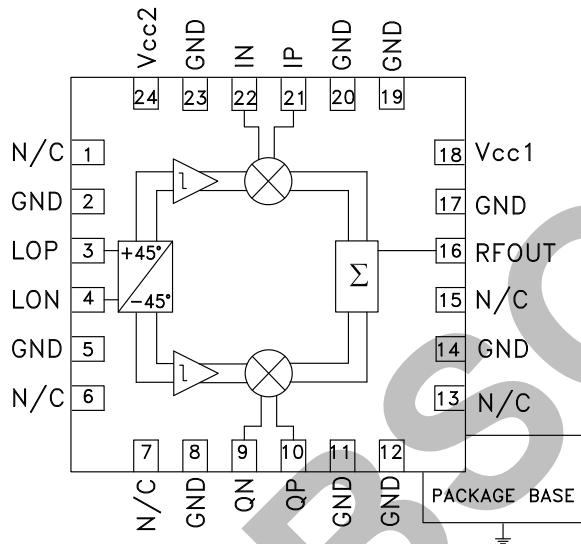 Vcc2 GND IN IP GND GND
24 23 22 21 20 19
N/C 1
GND 2
LOP 3
LON 4
GND 5
N/C 6
18 Vcc1
17 GND
16 RFOUT
15 N/C
14 GND
13 N/C
+45°
-45°
Σ
7 8 9 10 11 12
N/C GND QN QP GND GND
PACKAGE BASE
BSO